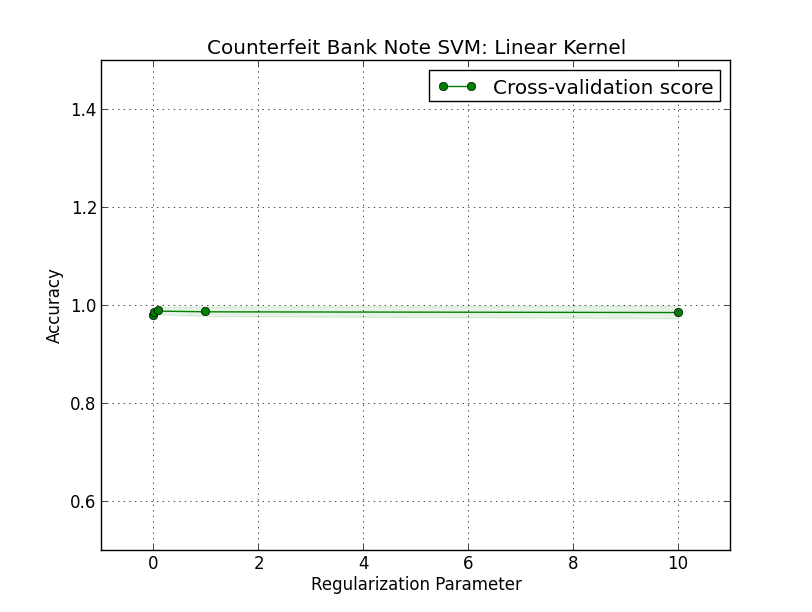 Counterfeit Bank Note SVM: Linear Kernel
Cross-validation score
1.4
1.2
1.0
0.8
0.6
Accuracy
0 2 4 6 8 10
Regularization Parameter